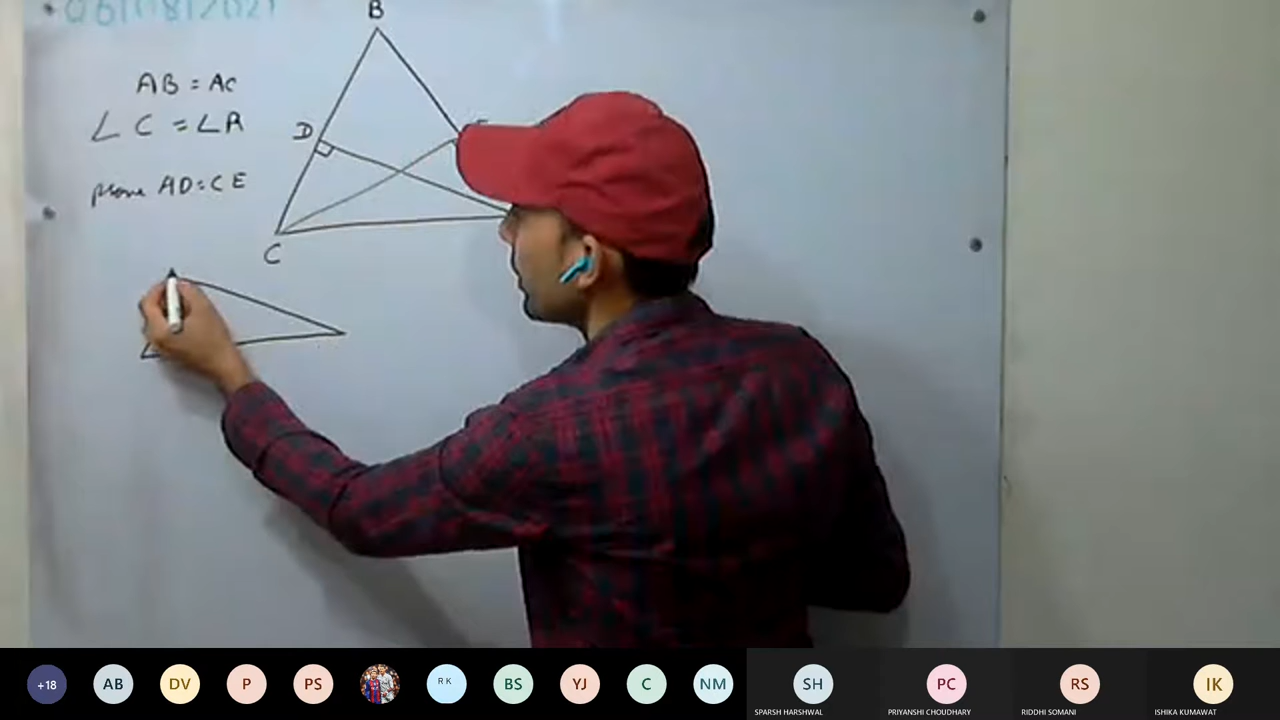 B
AB = AC
∠C = ∠A
D
prove AD = CE
C
+18
AB
DV
P
PS
RK
BS
YJ
C
NM
SH
PC
RS
IK
SPARSH HARSHWAL
PRIYANSHI CHOUDHARY
RIDDHI SOMANI
ISHIKA KUMAWAT